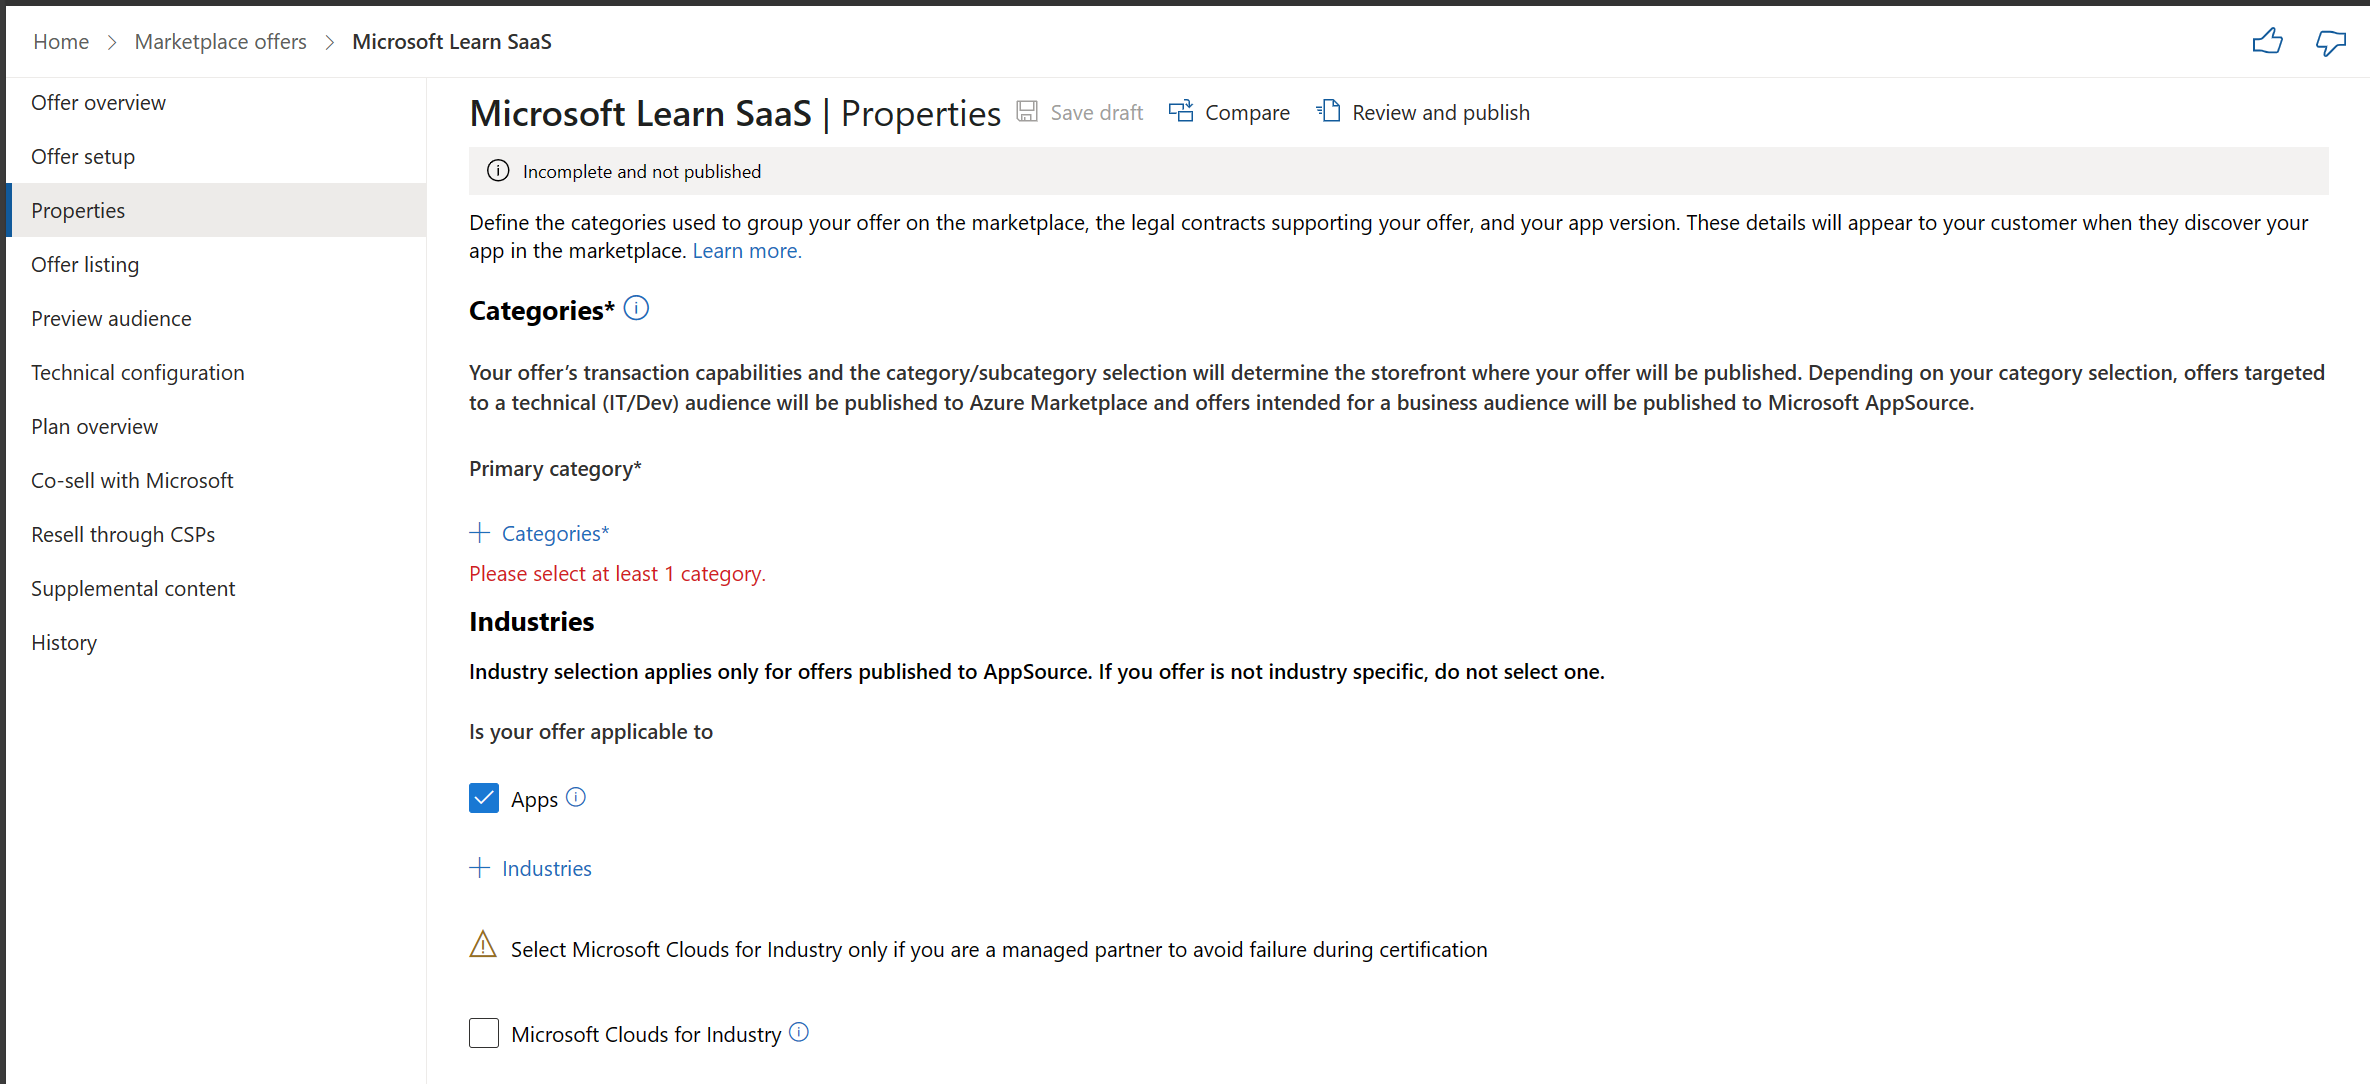 Home > Marketplace offers > Microsoft Learn SaaS
Offer overview
Offer setup
Properties
Offer listing
Preview audience
Technical configuration
Plan overview
Co-sell with Microsoft
Resell through CSPs
Supplemental content
History
Microsoft Learn SaaS | Properties Save draft Compare Review and publish
Incomplete and not published
Define the categories used to group your offer on the marketplace, the legal contracts supporting your offer, and your app version. These details will appear to your customer when they discover your
app in the marketplace. Learn more.
Categories*
Your offer’s transaction capabilities and the category/subcategory selection will determine the storefront where your offer will be published. Depending on your category selection, offers targeted
to a technical (IT/Dev) audience will be published to Azure Marketplace and offers intended for a business audience will be published to Microsoft AppSource.
Primary category*
+ Categories*
Please select at least 1 category.
Industries
Industry selection applies only for offers published to AppSource. If you offer is not industry specific, do not select one.
Is your offer applicable to
Apps
+ Industries
Select Microsoft Clouds for Industry only if you are a managed partner to avoid failure during certification
Microsoft Clouds for Industry